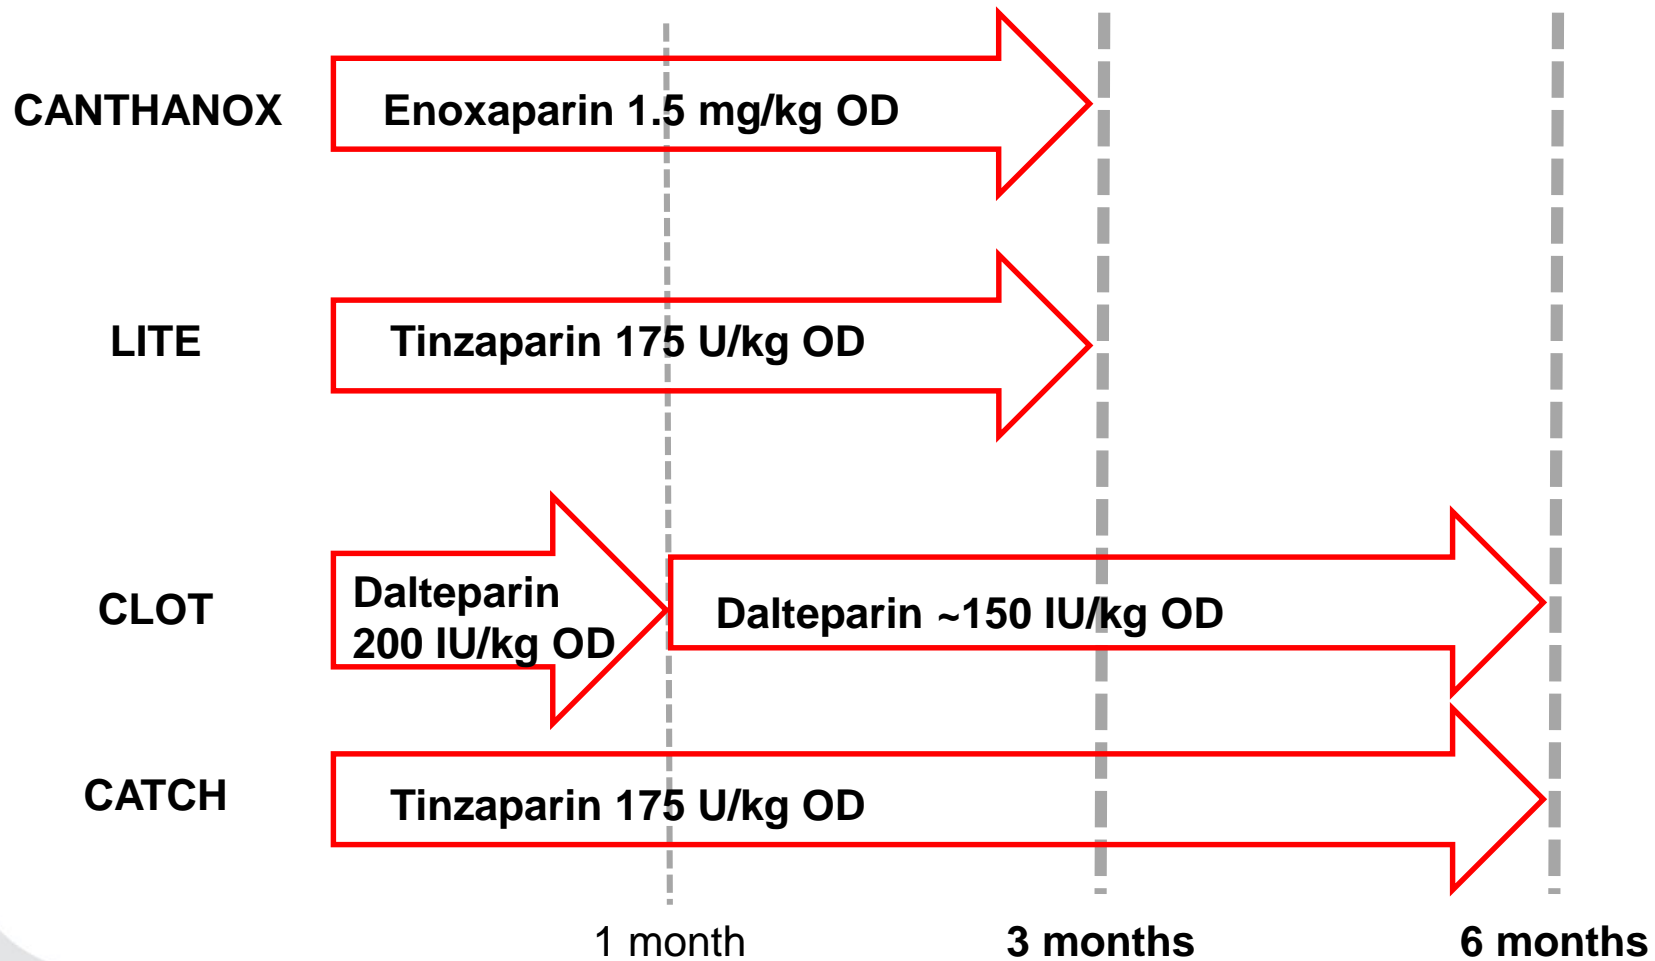 CANTHANOX
Enoxaparin 1.5 mg/kg OD
LITE
Tinzaparin 175 U/kg OD
CLOT
Dalteparin
200 IU/kg OD
Dalteparin ~150 IU/kg OD
CATCH
Tinzaparin 175 U/kg OD
1 month
3 months
6 months